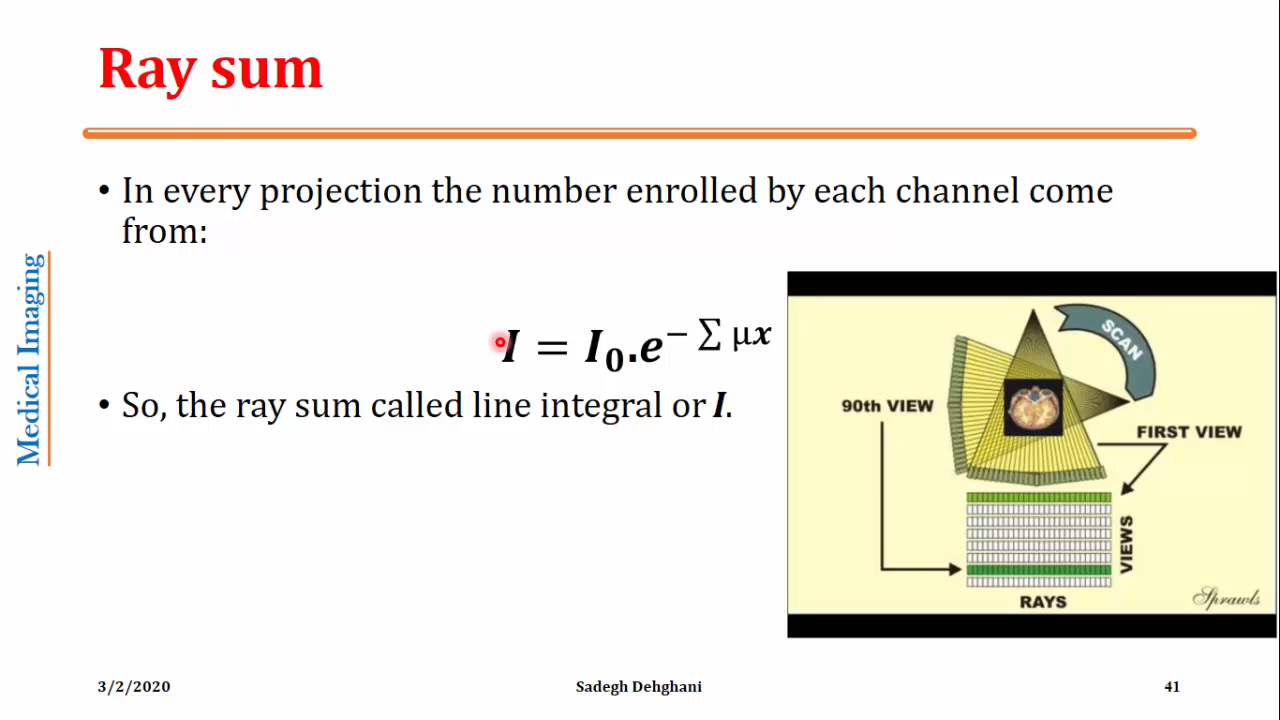 Ray sum
• In every projection the number enrolled by each channel come
from:
I = I₀.e^{− ∑ μx}
• So, the ray sum called line integral or I.
Medical Imaging
SCAN
90th VIEW
FIRST VIEW
VIEWS
RAYS
Sprawls
3/2/2020
Sadegh Dehghani
41